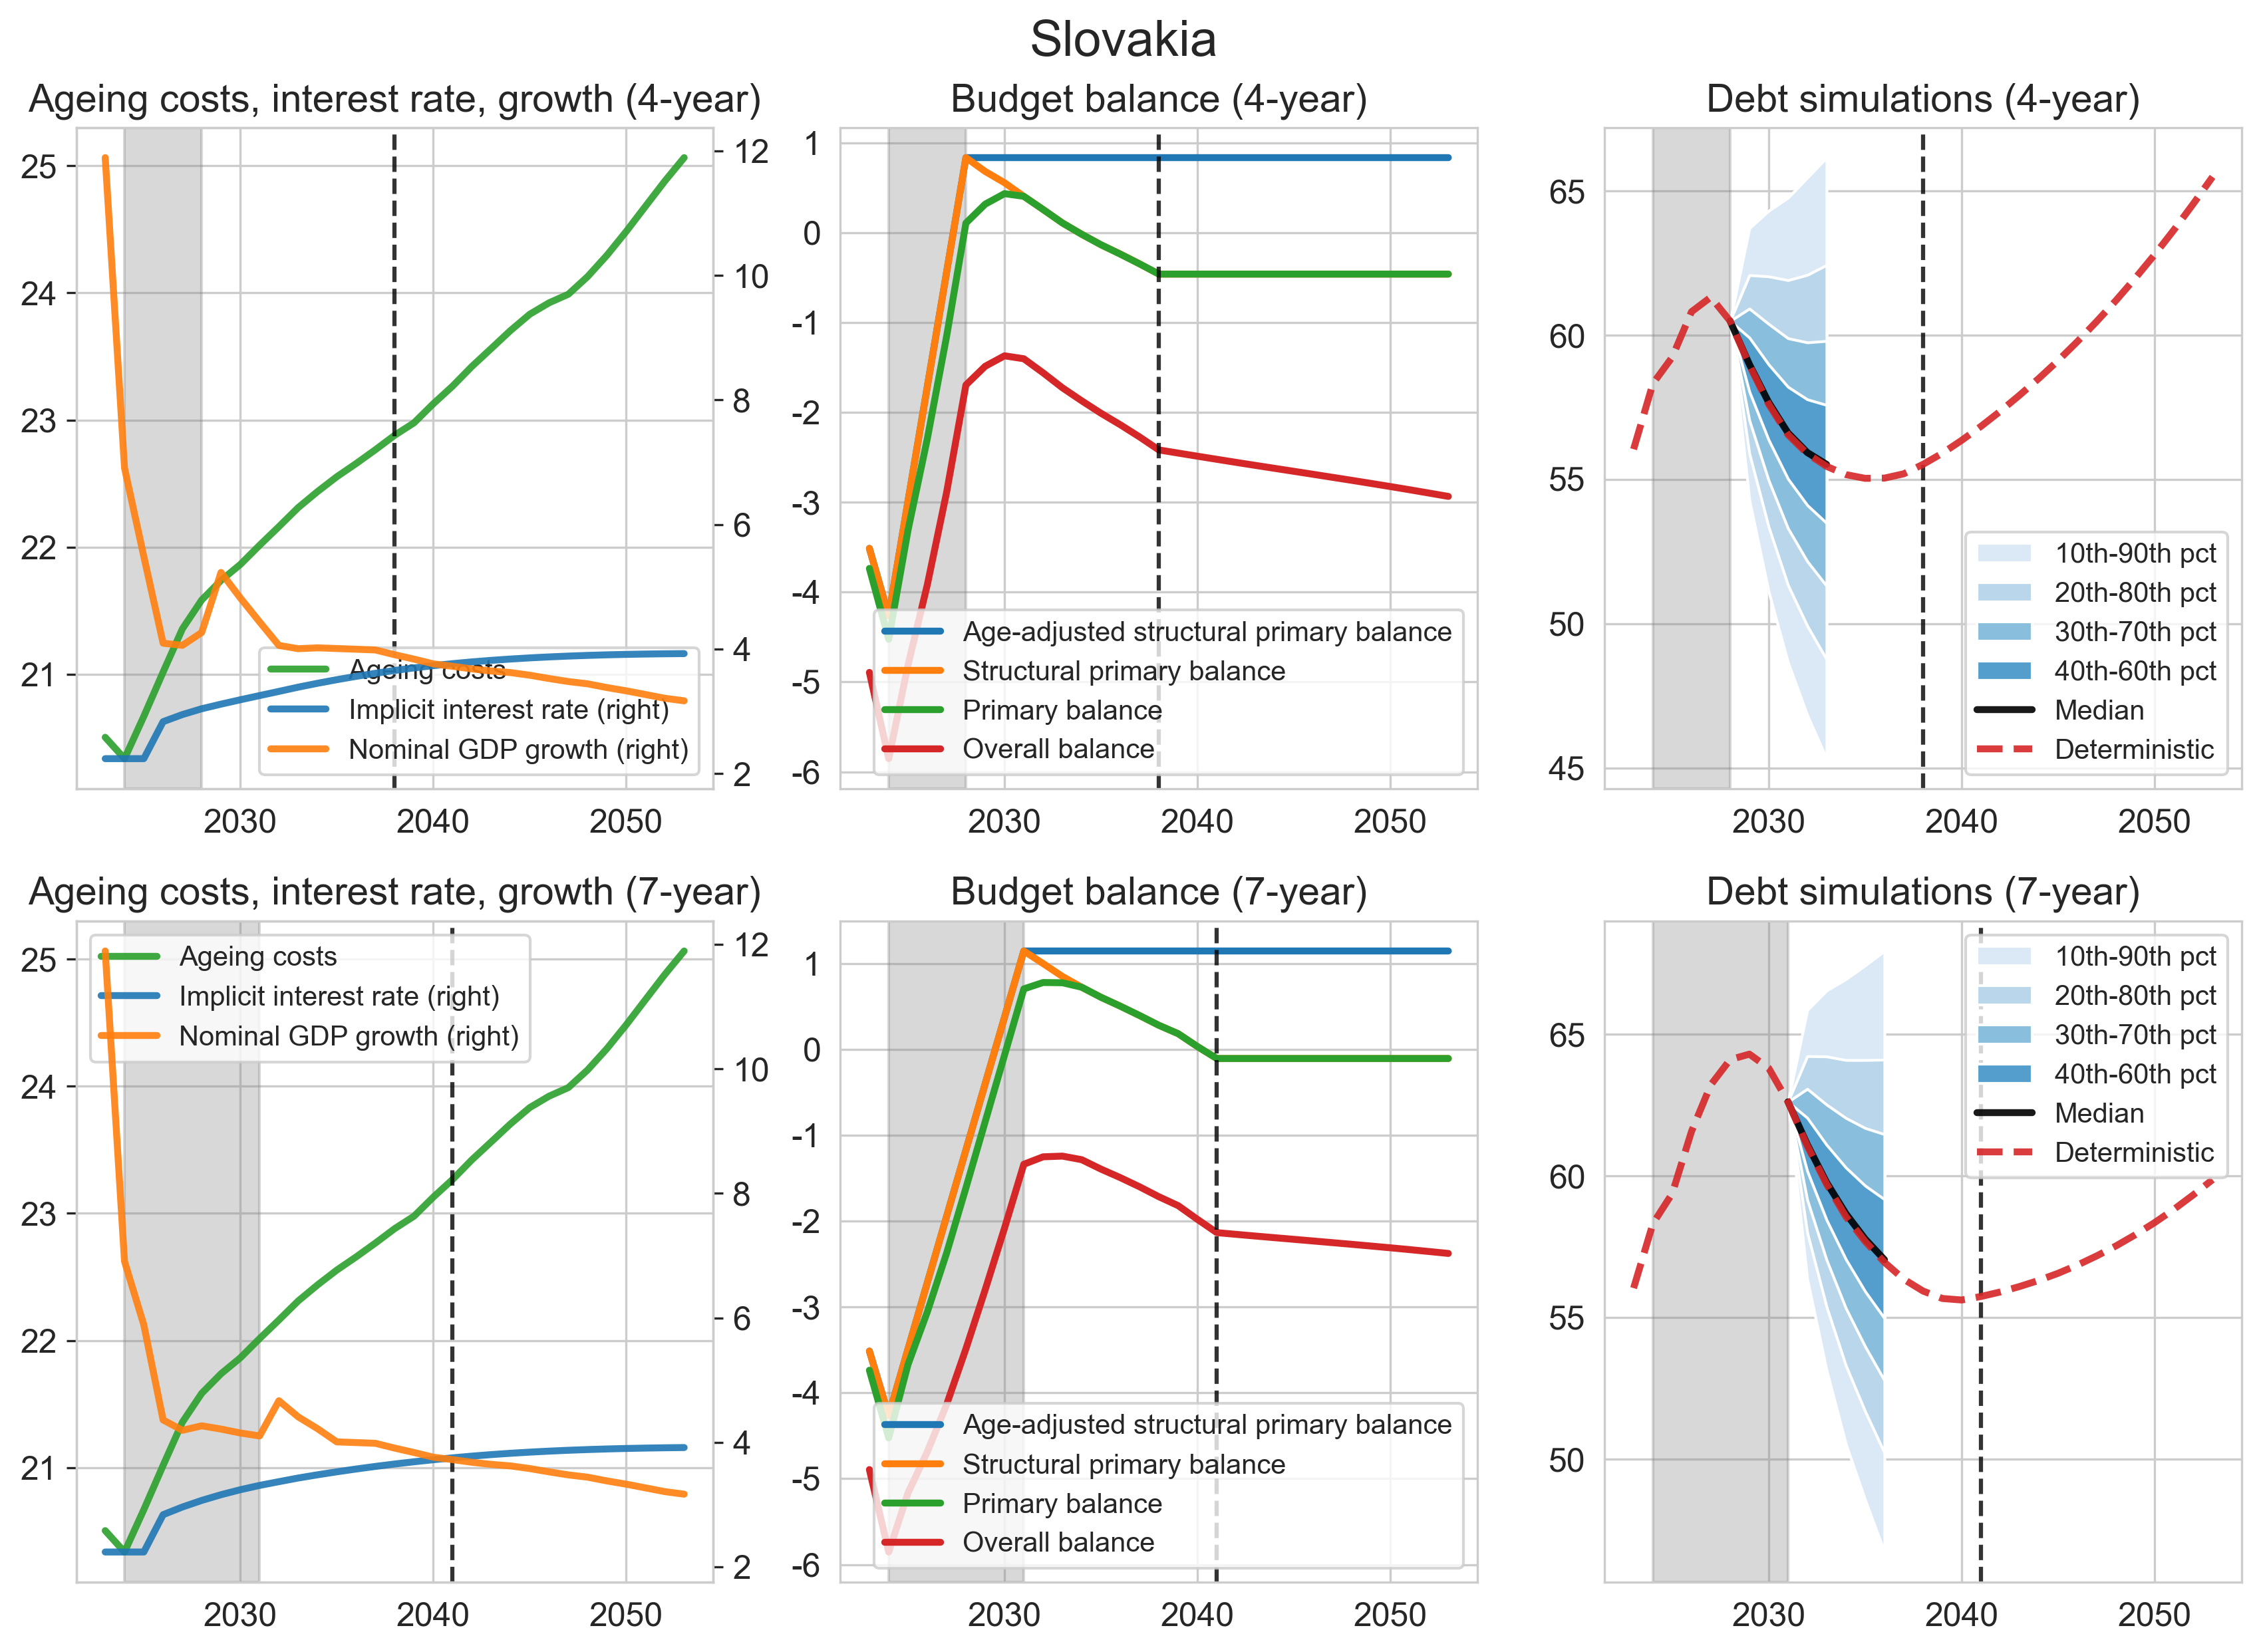 Slovakia
Ageing costs, interest rate, growth (4-year)
25
24
23
22
21
12
10
8
6
4
2
2030
2040
2050
Ageing costs
Implicit interest rate (right)
Nominal GDP growth (right)
Budget balance (4-year)
1
0
-1
-2
-3
-4
-5
-6
2030
2040
2050
Age-adjusted structural primary balance
Structural primary balance
Primary balance
Overall balance
Debt simulations (4-year)
65
60
55
50
45
2030
2040
2050
10th-90th pct
20th-80th pct
30th-70th pct
40th-60th pct
Median
Deterministic
Ageing costs, interest rate, growth (7-year)
25
24
23
22
21
12
10
8
6
4
2
2030
2040
2050
Ageing costs
Implicit interest rate (right)
Nominal GDP growth (right)
Budget balance (7-year)
1
0
-1
-2
-3
-4
-5
-6
2030
2040
2050
Age-adjusted structural primary balance
Structural primary balance
Primary balance
Overall balance
Debt simulations (7-year)
65
60
55
50
2030
2040
2050
10th-90th pct
20th-80th pct
30th-70th pct
40th-60th pct
Median
Deterministic